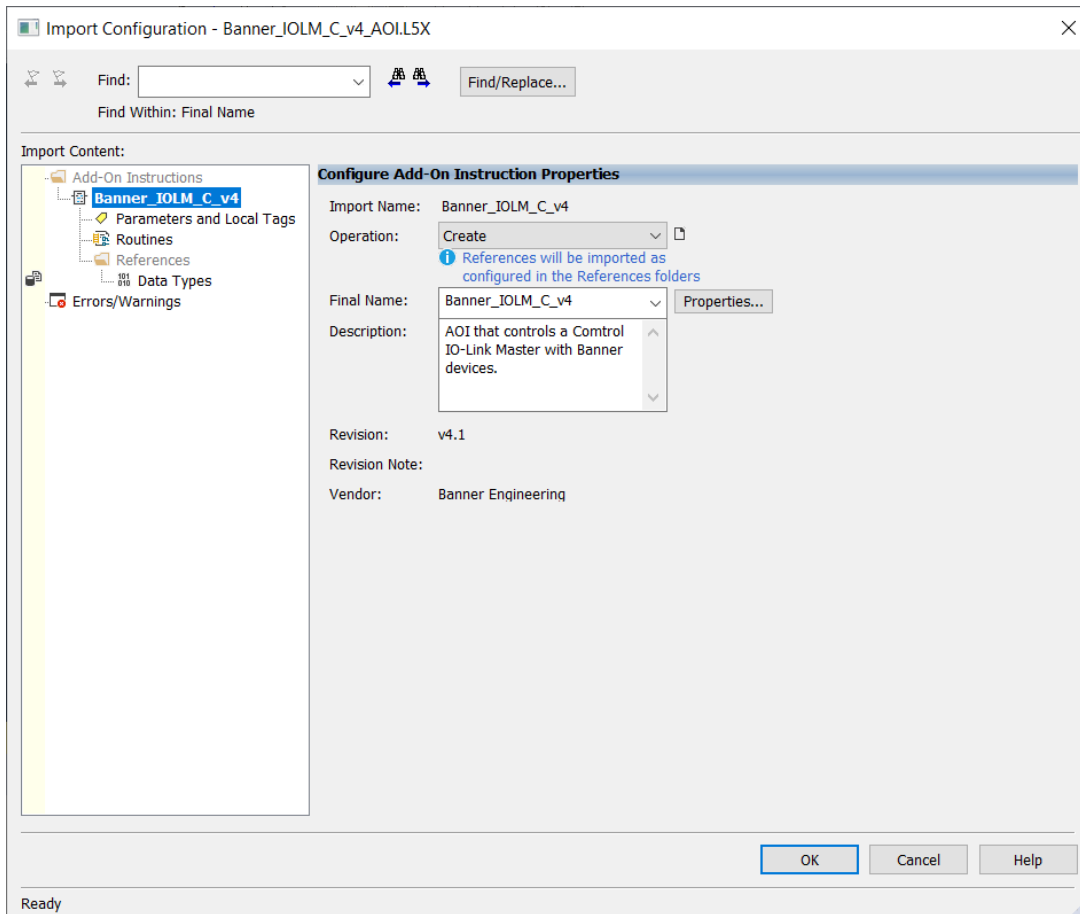 Import Configuration - Banner_IOLM_C_v4_AOI.L5X
Find:
Find/Replace...
Find Within: Final Name
Import Content:
Add-On Instructions
Banner_IOLM_C_v4
Parameters and Local Tags
Routines
References
Data Types
Errors/Warnings
Configure Add-On Instruction Properties
Import Name: Banner_IOLM_C_v4
Operation: Create
References will be imported as
configured in the References folders
Final Name: Banner_IOLM_C_v4 Properties...
Description: AOI that controls a Comtrol
IO-Link Master with Banner
devices.
Revision: v4.1
Revision Note:
Vendor: Banner Engineering
OK Cancel Help
Ready